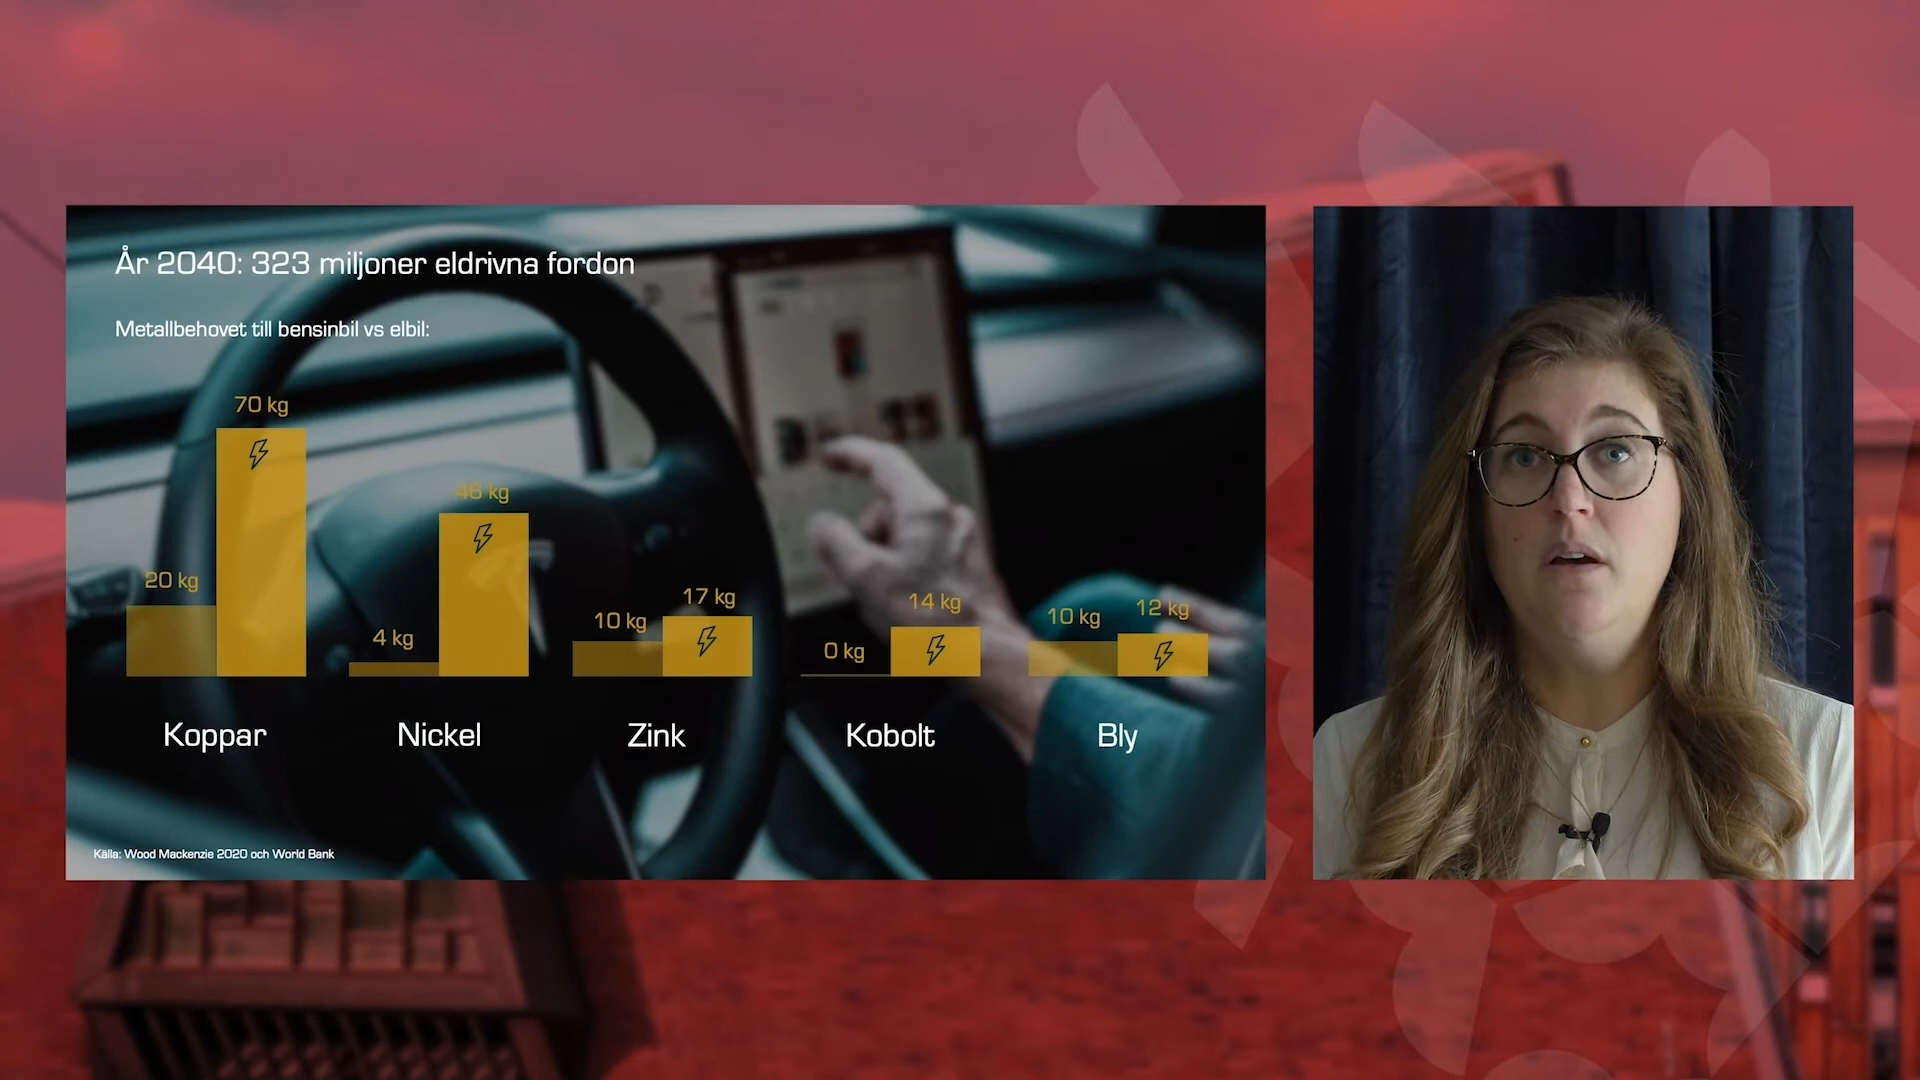 År 2040: 323 miljoner eldrivna fordon
Metallbehovet till bensinbil vs elbil:
20 kg
70 kg
4 kg
46 kg
10 kg
17 kg
0 kg
14 kg
10 kg
12 kg
Koppar
Nickel
Zink
Kobolt
Bly
Källa: Wood Mackenzie 2020 och World Bank